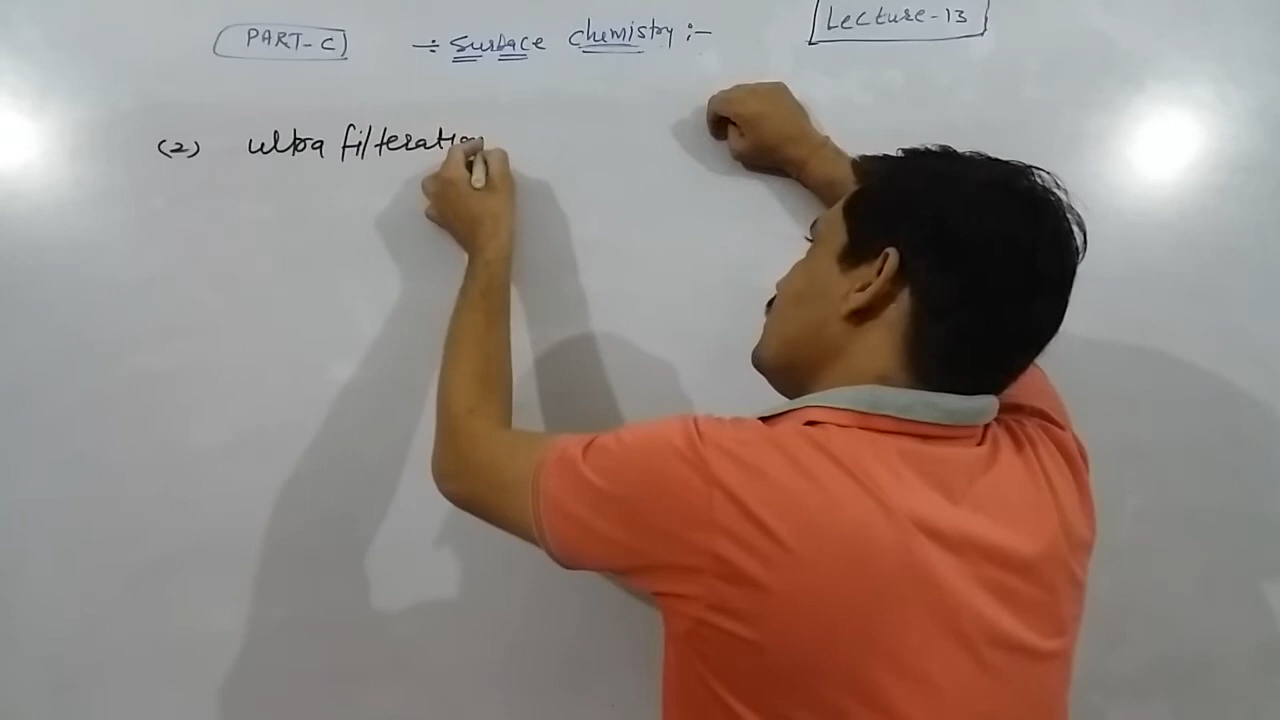 PART-C
÷ Surface chemistry :-
Lecture-13
(2) ultra filteration